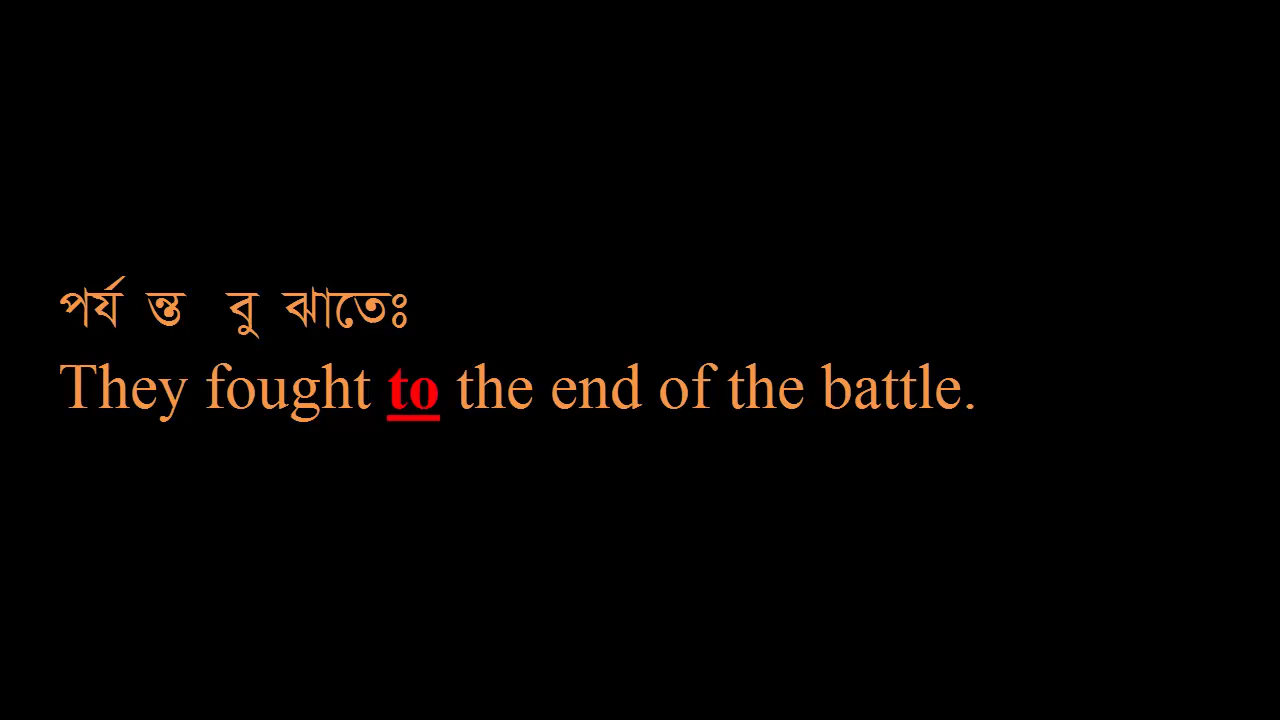 পর্যন্ত বুঝাতেঃ
They fought to the end of the battle.